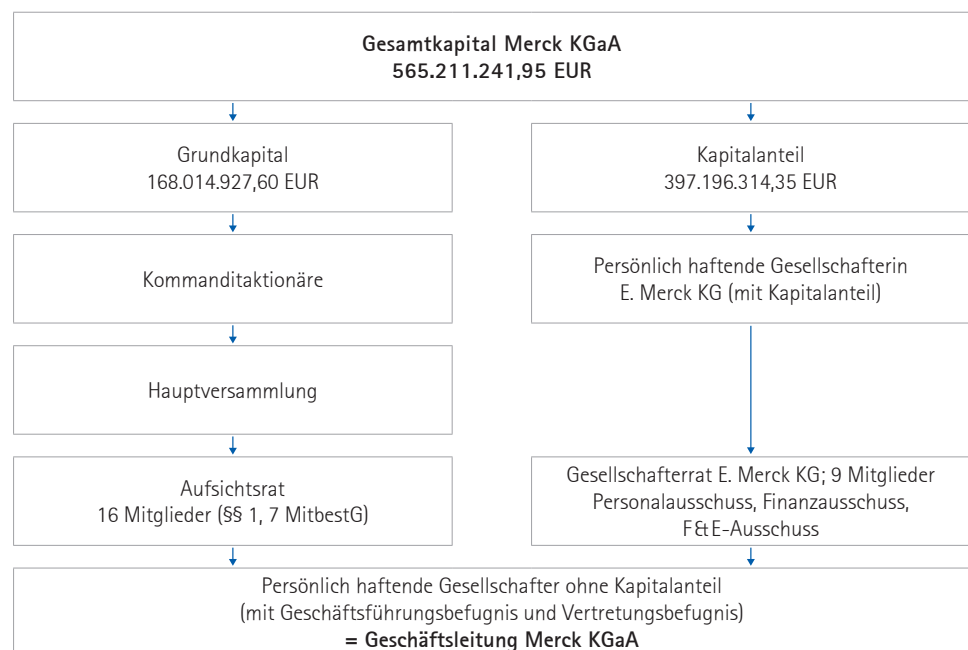 Gesamtkapital Merck KGaA
565.211.241,95 EUR
Grundkapital
168.014.927,60 EUR
Kapitalanteil
397.196.314,35 EUR
Kommanditaktionäre
Persönlich haftende Gesellschafterin
E. Merck KG (mit Kapitalanteil)
Hauptversammlung
Aufsichtsrat
16 Mitglieder (§§ 1, 7 MitbestG)
Gesellschafterrat E. Merck KG; 9 Mitglieder
Personalausschuss, Finanzausschuss,
F&E-Ausschuss
Persönlich haftende Gesellschafter ohne Kapitalanteil
(mit Geschäftsführungsbefugnis und Vertretungsbefugnis)
= Geschäftsleitung Merck KGaA